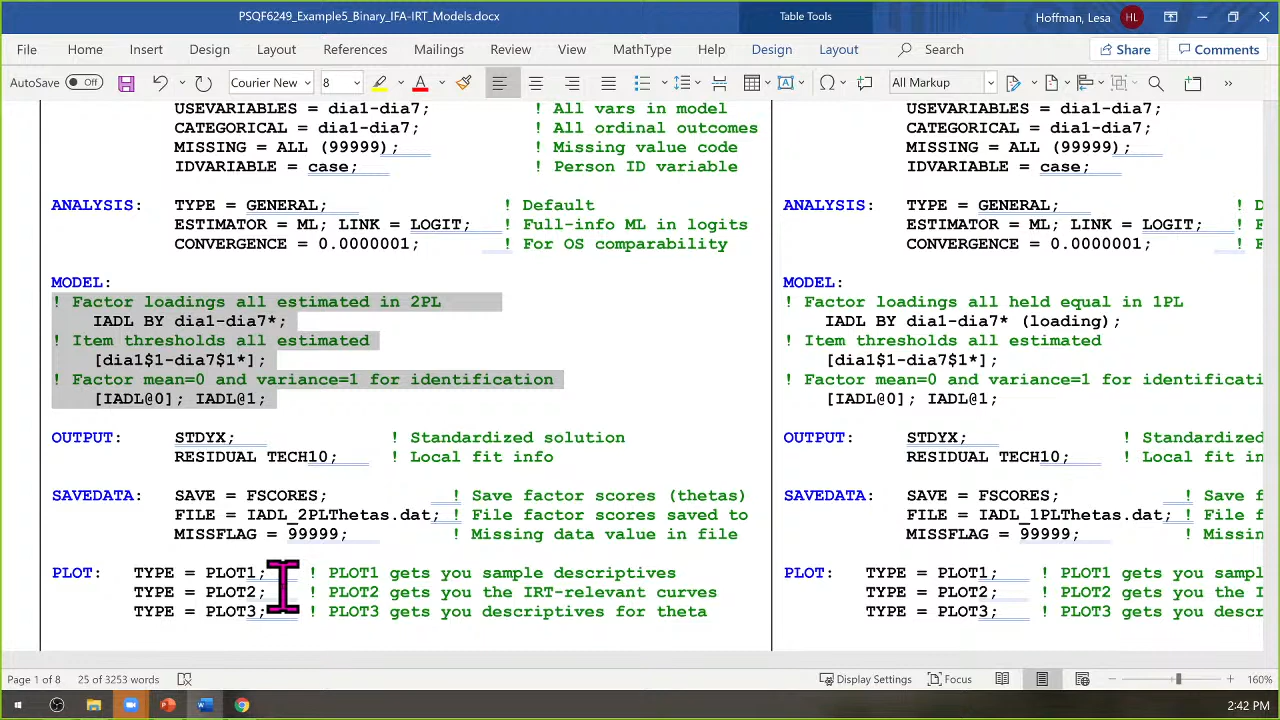 PSQF6249_Example5_Binary_IFA-IRT_Models.docx
Table Tools
Hoffman, Lesa
HL
File Home Insert Design Layout References Mailings Review View MathType Help Design Layout Search Share Comments
AutoSave Off Courier New 8 All Markup
USEVARIABLES = dia1-dia7; ! All vars in model
CATEGORICAL = dia1-dia7; ! All ordinal outcomes
MISSING = ALL (99999); ! Missing value code
IDVARIABLE = case; ! Person ID variable
ANALYSIS: TYPE = GENERAL; ! Default
ESTIMATOR = ML; LINK = LOGIT; ! Full-info ML in logits
CONVERGENCE = 0.0000001; ! For OS comparability
MODEL:
! Factor loadings all estimated in 2PL
IADL BY dia1-dia7*;
! Item thresholds all estimated
[dia1$1-dia7$1*];
! Factor mean=0 and variance=1 for identification
[IADL@0]; IADL@1;
OUTPUT: STDYX; ! Standardized solution
RESIDUAL TECH10; ! Local fit info
SAVEDATA: SAVE = FSCORES; ! Save factor scores (thetas)
FILE = IADL_2PLThetas.dat; ! File factor scores saved to
MISSFLAG = 99999; ! Missing data value in file
PLOT: TYPE = PLOT1; ! PLOT1 gets you sample descriptives
TYPE = PLOT2; ! PLOT2 gets you the IRT-relevant curves
TYPE = PLOT3; ! PLOT3 gets you descriptives for theta
USEVARIABLES = dia1-dia7;
CATEGORICAL = dia1-dia7;
MISSING = ALL (99999);
IDVARIABLE = case;
ANALYSIS: TYPE = GENERAL; ! D
ESTIMATOR = ML; LINK = LOGIT; ! F
CONVERGENCE = 0.0000001; ! F
MODEL:
! Factor loadings all held equal in 1PL
IADL BY dia1-dia7* (loading);
! Item thresholds all estimated
[dia1$1-dia7$1*];
! Factor mean=0 and variance=1 for identificati
[IADL@0]; IADL@1;
OUTPUT: STDYX; ! Standardized
RESIDUAL TECH10; ! Local fit in
SAVEDATA: SAVE = FSCORES; ! Save f
FILE = IADL_1PLThetas.dat; ! File f
MISSFLAG = 99999; ! Missin
PLOT: TYPE = PLOT1; ! PLOT1 gets you sampl
TYPE = PLOT2; ! PLOT2 gets you the I
TYPE = PLOT3; ! PLOT3 gets you descr
Page 1 of 8 25 of 3253 words Display Settings Focus 160%
2:42 PM